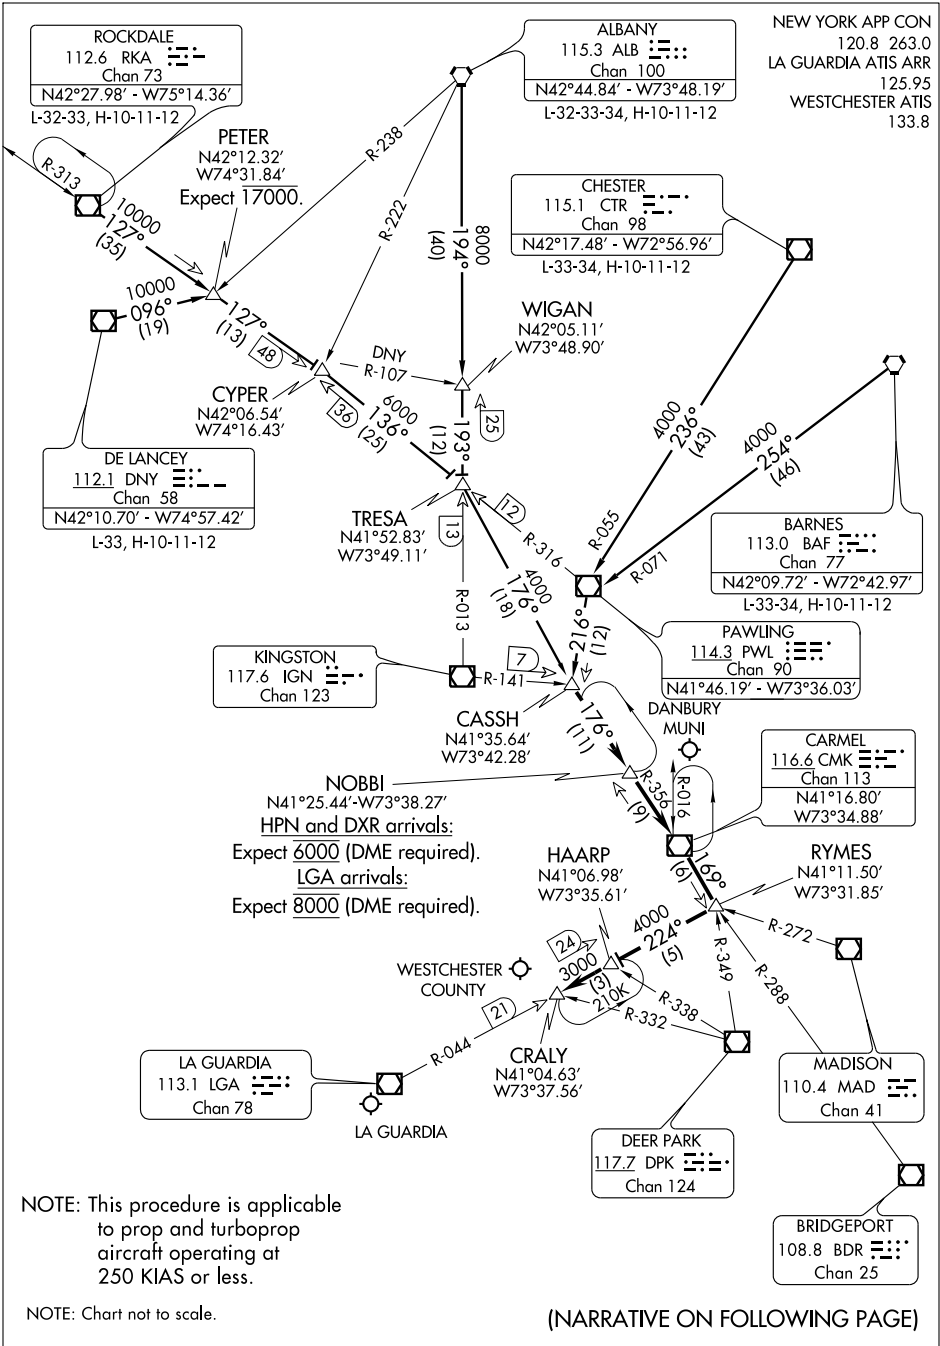 ROCKDALE
112.6 RKA
Chan 73
N42°27.98' - W75°14.36'
L-32-33, H-10-11-12
ALBANY
115.3 ALB
Chan 100
N42°44.84' - W73°48.19'
L-32-33-34, H-10-11-12
NEW YORK APP CON
120.8 263.0
LA GUARDIA ATIS ARR
125.95
WESTCHESTER ATIS
133.8
PETER
N42°12.32'
W74°31.84'
Expect 17000.
R-313
R-238
R-222
10000
127°
(35)
8000
194°
(40)
CHESTER
115.1 CTR
Chan 98
N42°17.48' - W72°56.96'
L-33-34, H-10-11-12
10000
096°
(19)
127°
(13)
48
DNY
R-107
WIGAN
N42°05.11'
W73°48.90'
CYPER
N42°06.54'
W74°16.43'
36
6000
136°
(25)
193°
(12)
25
4000
236°
(43)
4000
254°
(46)
DE LANCEY
112.1 DNY
Chan 58
N42°10.70' - W74°57.42'
L-33, H-10-11-12
TRESA
N41°52.83'
W73°49.11'
13
12
R-316
R-055
R-071
BARNES
113.0 BAF
Chan 77
N42°09.72' - W72°42.97'
L-33-34, H-10-11-12
R-013
4000
176°
(18)
216°
(12)
PAWLING
114.3 PWL
Chan 90
N41°46.19' - W73°36.03'
KINGSTON
117.6 IGN
Chan 123
R-141
7
CASSH
N41°35.64'
W73°42.28'
176°
(11)
DANBURY
MUNI
CARMEL
116.6 CMK
Chan 113
N41°16.80'
W73°34.88'
NOBBI
N41°25.44'-W73°38.27'
HPN and DXR arrivals:
Expect 6000 (DME required).
LGA arrivals:
Expect 8000 (DME required).
R-356
(9)
R-016
169°
(6)
HAARP
N41°06.98'
W73°35.61'
RYMES
N41°11.50'
W73°31.85'
4000
224°
(5)
24
3000
(3)
210K
R-272
R-349
R-288
R-338
R-332
WESTCHESTER
COUNTY
21
R-044
CRALY
N41°04.63'
W73°37.56'
LA GUARDIA
113.1 LGA
Chan 78
LA GUARDIA
MADISON
110.4 MAD
Chan 41
DEER PARK
117.7 DPK
Chan 124
BRIDGEPORT
108.8 BDR
Chan 25
NOTE: This procedure is applicable
to prop and turboprop
aircraft operating at
250 KIAS or less.
NOTE: Chart not to scale.
(NARRATIVE ON FOLLOWING PAGE)